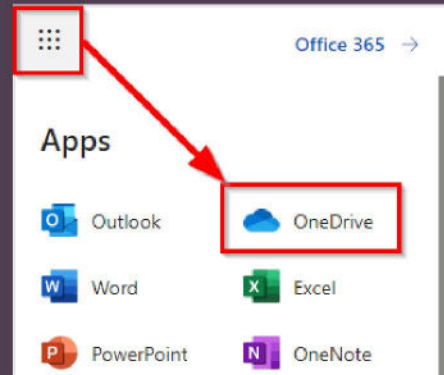 Office 365 →
Apps
Outlook OneDrive
Word Excel
PowerPoint OneNote